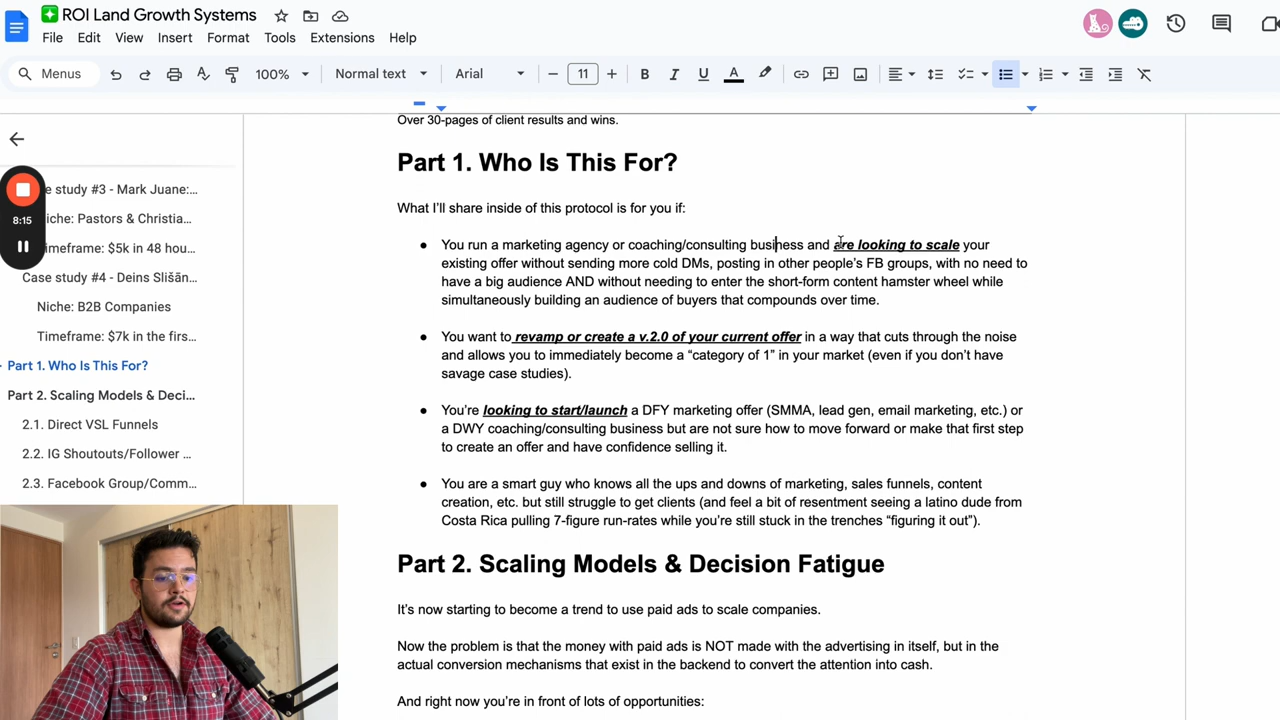 ROI Land Growth Systems
File Edit View Insert Format Tools Extensions Help
Menus 100% Normal text Arial 11 B I U A
Over 30-pages of client results and wins.
Part 1. Who Is This For?
What I’ll share inside of this protocol is for you if:
● You run a marketing agency or coaching/consulting business and are looking to scale your
existing offer without sending more cold DMs, posting in other people’s FB groups, with no need to
have a big audience AND without needing to enter the short-form content hamster wheel while
simultaneously building an audience of buyers that compounds over time.
● You want to revamp or create a v.2.0 of your current offer in a way that cuts through the noise
and allows you to immediately become a “category of 1” in your market (even if you don’t have
savage case studies).
● You’re looking to start/launch a DFY marketing offer (SMMA, lead gen, email marketing, etc.) or
a DWY coaching/consulting business but are not sure how to move forward or make that first step
to create an offer and have confidence selling it.
● You are a smart guy who knows all the ups and downs of marketing, sales funnels, content
creation, etc. but still struggle to get clients (and feel a bit of resentment seeing a latino dude from
Costa Rica pulling 7-figure run-rates while you’re still stuck in the trenches “figuring it out”).
Part 2. Scaling Models & Decision Fatigue
It’s now starting to become a trend to use paid ads to scale companies.
Now the problem is that the money with paid ads is NOT made with the advertising in itself, but in the
actual conversion mechanisms that exist in the backend to convert the attention into cash.
And right now you’re in front of lots of opportunities:
e study #3 - Mark Juane:...
iche: Pastors & Christia...
imeframe: $5k in 48 hou...
Case study #4 - Deins Slišān...
Niche: B2B Companies
Timeframe: $7k in the firs...
Part 1. Who Is This For?
Part 2. Scaling Models & Deci...
2.1. Direct VSL Funnels
2.2. IG Shoutouts/Follower ...
2.3. Facebook Group/Comm...
8:15